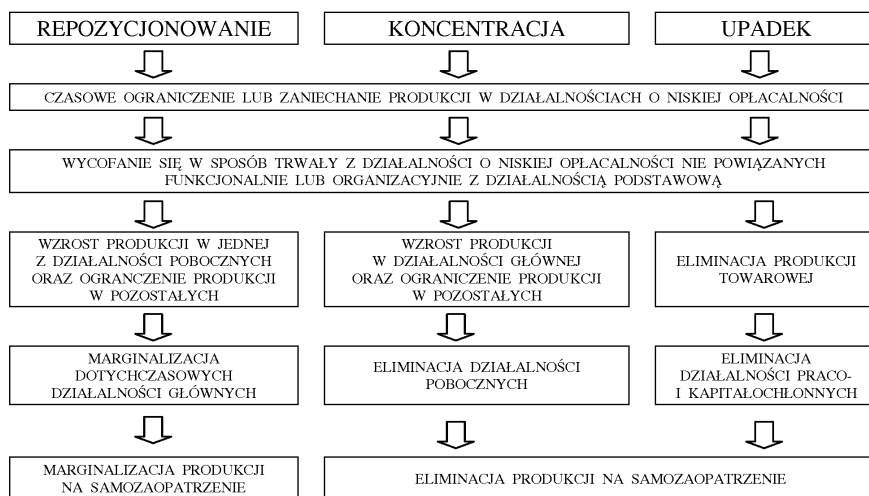 REPOZYCJONOWANIE
KONCENTRACJA
UPADEK
CZASOWE OGRANICZENIE LUB ZANIECHANIE PRODUKCJI W DZIAŁALNOŚCIACH O NISKIEJ OPŁACALNOŚCI
WYCOFANIE SIĘ W SPOSÓB TRWAŁY Z DZIAŁALNOŚCI O NISKIEJ OPŁACALNOŚCI NIE POWIĄZANYCH
FUNKCJONALNIE LUB ORGANIZACYJNIE Z DZIAŁALNOŚCIĄ PODSTAWOWĄ
WZROST PRODUKCJI W JEDNEJ
Z DZIAŁALNOŚCI POBOCZNYCH
ORAZ OGRANCZENIE PRODUKCJI
W POZOSTAŁYCH
WZROST PRODUKCJI
W DZIAŁALNOŚCI GŁÓWNEJ
ORAZ OGRANICZENIE PRODUKCJI
W POZOSTAŁYCH
ELIMINACJA PRODUKCJI
TOWAROWEJ
MARGINALIZACJA
DOTYCHCZASOWYCH
DZIAŁALNOŚCI GŁÓWNYCH
ELIMINACJA DZIAŁALNOŚCI
POBOCZNYCH
ELIMINACJA
DZIAŁALNOŚCI PRACO-
I KAPITAŁOCHŁONNYCH
MARGINALIZACJA PRODUKCJI
NA SAMOZAOPATRZENIE
ELIMINACJA PRODUKCJI NA SAMOZAOPATRZENIE